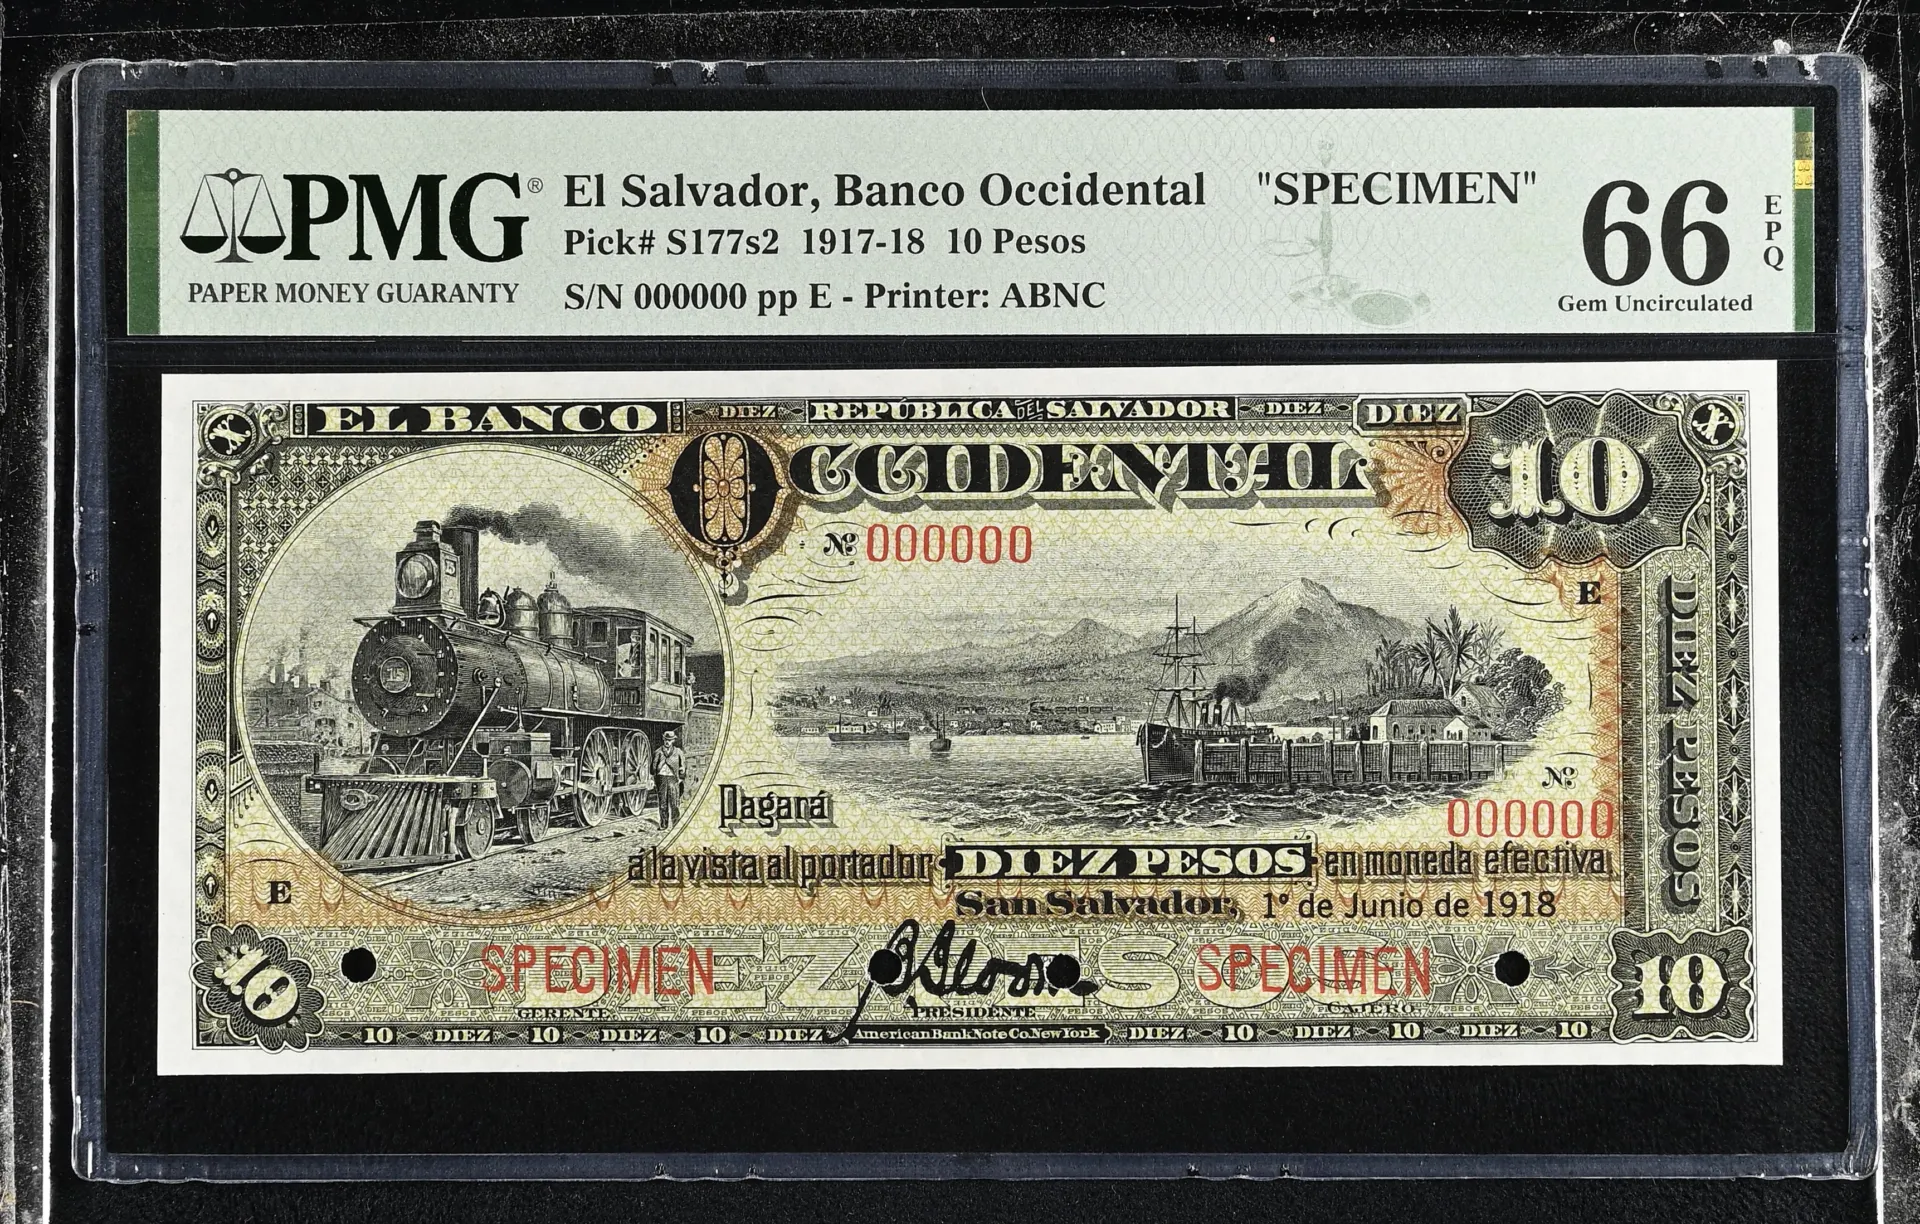 PMG®
PAPER MONEY GUARANTY
El Salvador, Banco Occidental "SPECIMEN"
Pick# S177s2 1917-18 10 Pesos
S/N 000000 pp E - Printer: ABNC
66
EPQ
Gem Uncirculated
X EL BANCO DIEZ REPÚBLICA DEL SALVADOR DIEZ DIEZ X
OCCIDENTAL
10
Nº 000000
E
DIEZ PESOS
Nº
000000
Pagará
á la vista al portador DIEZ PESOS en moneda efectiva
E
San Salvador, 1º de Junio de 1918
DIEZ PESOS
SPECIMEN SPECIMEN
10 10
GERENTE PRESIDENTE CAJERO
10 DIEZ 10 DIEZ 10 DIEZ American Bank Note Co. New York DIEZ 10 DIEZ 10 DIEZ 10